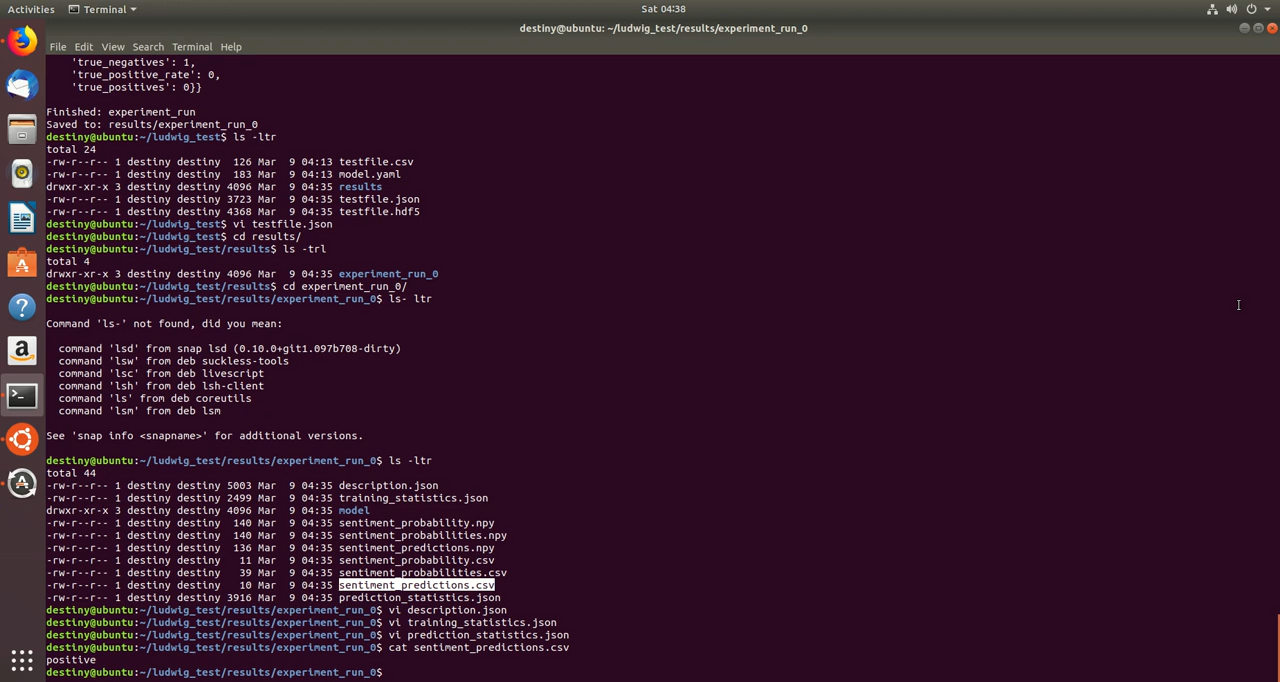 Activities Terminal Sat 04:38
destiny@ubuntu: ~/ludwig_test/results/experiment_run_0
File Edit View Search Terminal Help
'true_negatives': 1,
'true_positive_rate': 0,
'true_positives': 0}}
Finished: experiment_run
Saved to: results/experiment_run_0
destiny@ubuntu:~/ludwig_test$ ls -ltr
total 24
-rw-r--r-- 1 destiny destiny 126 Mar 9 04:13 testfile.csv
-rw-r--r-- 1 destiny destiny 183 Mar 9 04:13 model.yaml
drwxr-xr-x 3 destiny destiny 4096 Mar 9 04:35 results
-rw-r--r-- 1 destiny destiny 3723 Mar 9 04:35 testfile.json
-rw-r--r-- 1 destiny destiny 4368 Mar 9 04:35 testfile.hdf5
destiny@ubuntu:~/ludwig_test$ vi testfile.json
destiny@ubuntu:~/ludwig_test$ cd results/
destiny@ubuntu:~/ludwig_test/results$ ls -trl
total 4
drwxr-xr-x 3 destiny destiny 4096 Mar 9 04:35 experiment_run_0
destiny@ubuntu:~/ludwig_test/results$ cd experiment_run_0/
destiny@ubuntu:~/ludwig_test/results/experiment_run_0$ ls- ltr
Command 'ls-' not found, did you mean:
command 'lsd' from snap lsd (0.10.0+git1.097b708-dirty)
command 'lsw' from deb suckless-tools
command 'lsc' from deb livescript
command 'lsh' from deb lsh-client
command 'ls' from deb coreutils
command 'lsm' from deb lsm
See 'snap info <snapname>' for additional versions.
destiny@ubuntu:~/ludwig_test/results/experiment_run_0$ ls -ltr
total 44
-rw-r--r-- 1 destiny destiny 5003 Mar 9 04:35 description.json
-rw-r--r-- 1 destiny destiny 2499 Mar 9 04:35 training_statistics.json
drwxr-xr-x 3 destiny destiny 4096 Mar 9 04:35 model
-rw-r--r-- 1 destiny destiny 140 Mar 9 04:35 sentiment_probability.npy
-rw-r--r-- 1 destiny destiny 140 Mar 9 04:35 sentiment_probabilities.npy
-rw-r--r-- 1 destiny destiny 136 Mar 9 04:35 sentiment_predictions.npy
-rw-r--r-- 1 destiny destiny 11 Mar 9 04:35 sentiment_probability.csv
-rw-r--r-- 1 destiny destiny 39 Mar 9 04:35 sentiment_probabilities.csv
-rw-r--r-- 1 destiny destiny 10 Mar 9 04:35 sentiment_predictions.csv
-rw-r--r-- 1 destiny destiny 3916 Mar 9 04:35 prediction_statistics.json
destiny@ubuntu:~/ludwig_test/results/experiment_run_0$ vi description.json
destiny@ubuntu:~/ludwig_test/results/experiment_run_0$ vi training_statistics.json
destiny@ubuntu:~/ludwig_test/results/experiment_run_0$ vi prediction_statistics.json
destiny@ubuntu:~/ludwig_test/results/experiment_run_0$ cat sentiment_predictions.csv
positive
destiny@ubuntu:~/ludwig_test/results/experiment_run_0$